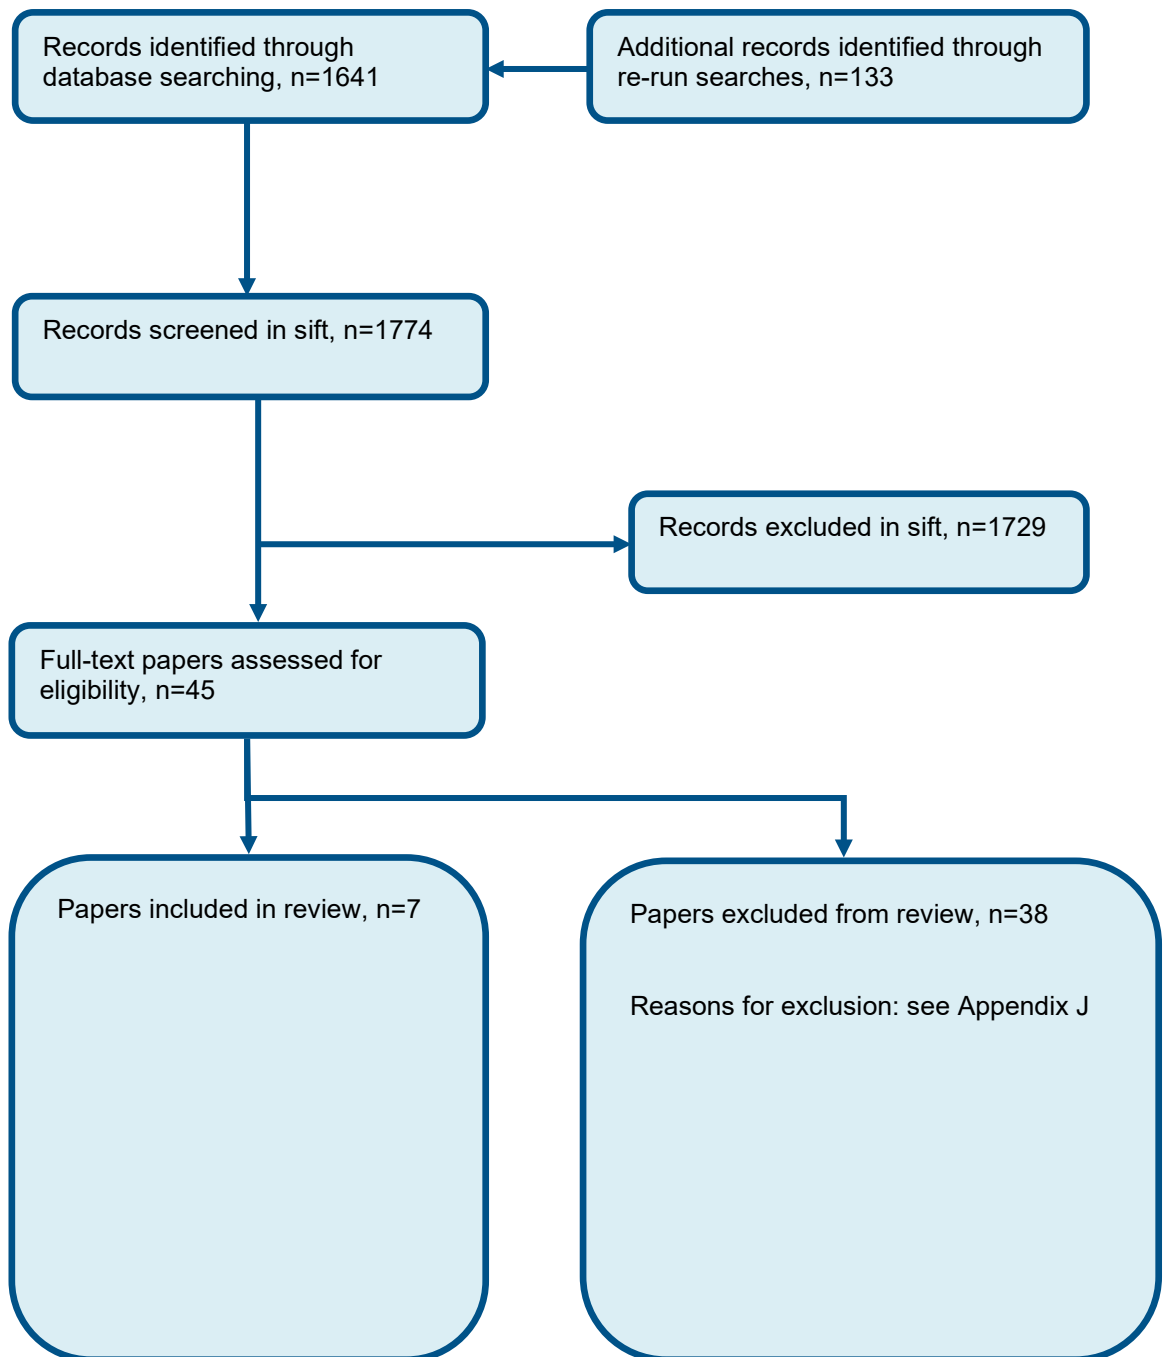 Records identified through
database searching, n=1641
Additional records identified through
re-run searches, n=133
Records screened in sift, n=1774
Records excluded in sift, n=1729
Full-text papers assessed for
eligibility, n=45
Papers included in review, n=7
Papers excluded from review, n=38
Reasons for exclusion: see Appendix J